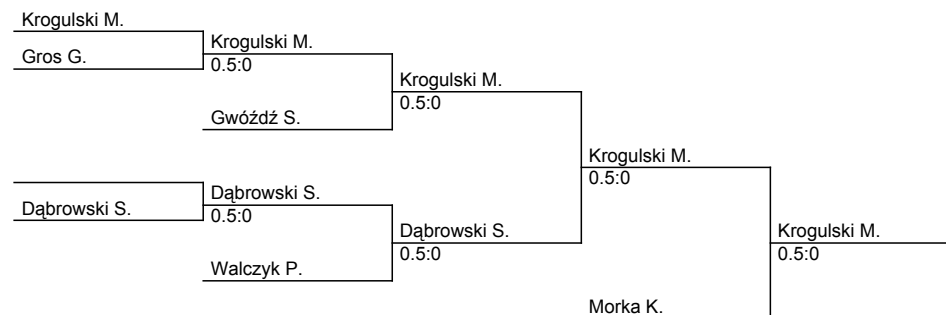 Krogulski M.
Gros G.
Krogulski M.
0.5:0
Gwóźdź S.
Krogulski M.
0.5:0
Dąbrowski S.
Dąbrowski S.
0.5:0
Walczyk P.
Dąbrowski S.
0.5:0
Krogulski M.
0.5:0
Morka K.
Krogulski M.
0.5:0